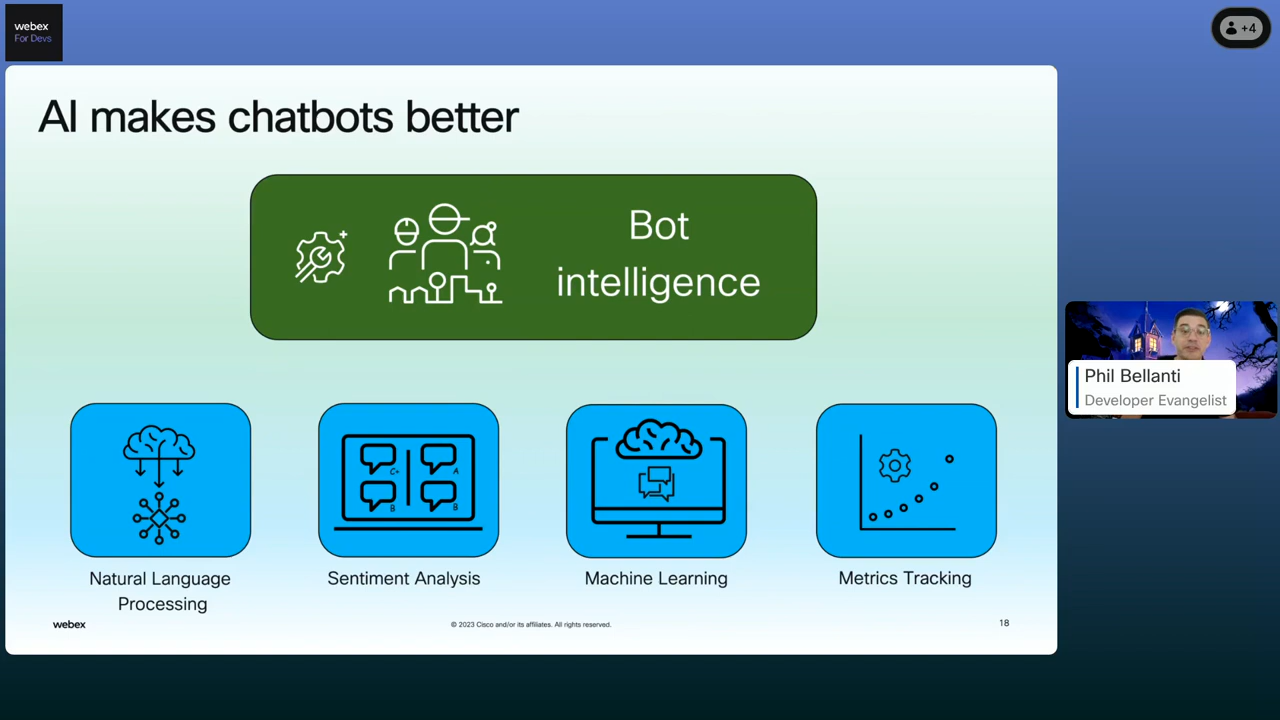 webex
For Devs
+4
AI makes chatbots better
Bot
intelligence
C+
A
B
B
Natural Language
Processing
Sentiment Analysis
Machine Learning
Metrics Tracking
Phil Bellanti
Developer Evangelist
webex
© 2023 Cisco and/or its affiliates. All rights reserved.
18